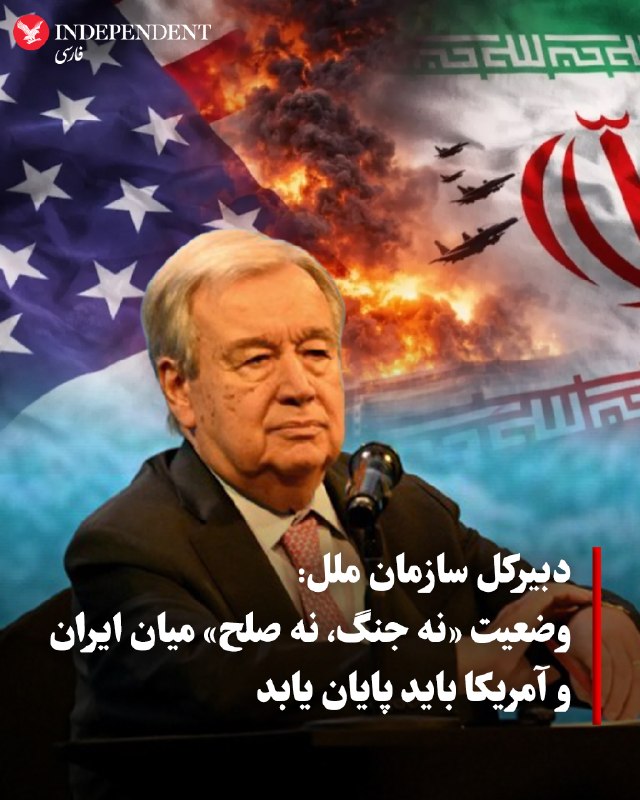 INDEPENDENT
فارسی
دبیرکل سازمان ملل:
وضعیت «نه جنگ، نه صلح» میان ایران
و آمریکا باید پایان یابد